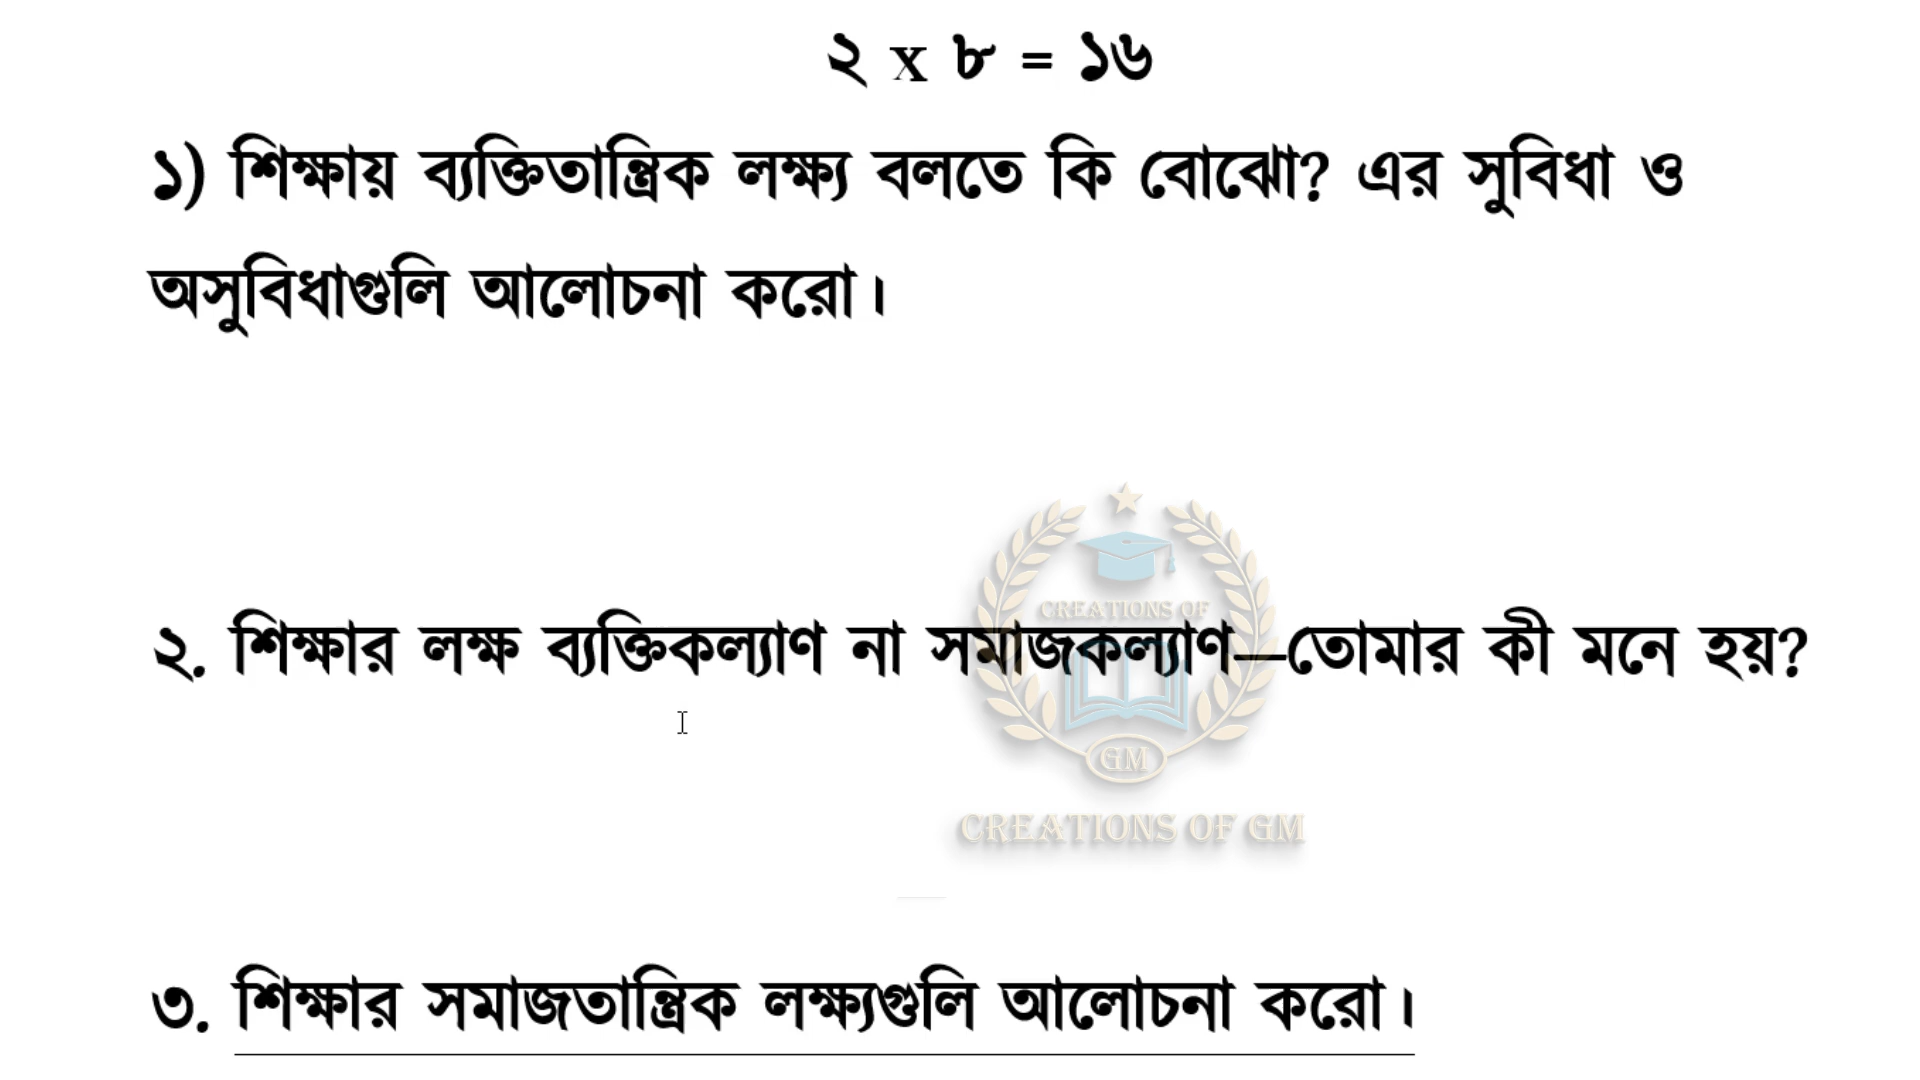 ২ x ৮ = ১৬
১) শিক্ষায় ব্যক্তিতান্ত্রিক লক্ষ্য বলতে কি বোঝো? এর সুবিধা ও
অসুবিধাগুলি আলোচনা করো।
CREATIONS OF
২. শিক্ষার লক্ষ ব্যক্তিকল্যাণ না সমাজকল্যাণ—তোমার কী মনে হয়?
GM
CREATIONS OF GM
৩. শিক্ষার সমাজতান্ত্রিক লক্ষ্যগুলি আলোচনা করো।